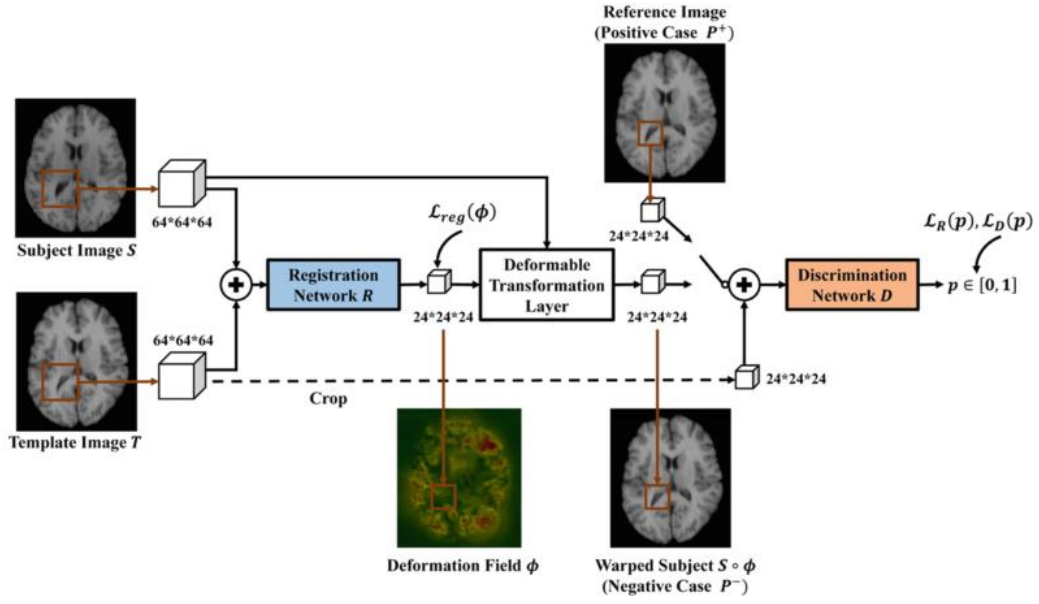 Reference Image
(Positive Case P⁺)
64*64*64
Subject Image S
24*24*24
ℒ_reg(ϕ)
ℒ_R(p), ℒ_D(p)
Registration
Network R
Deformable
Transformation
Layer
Discrimination
Network D
p ∈ [0, 1]
24*24*24
24*24*24
64*64*64
24*24*24
Crop
Template Image T
Deformation Field ϕ
Warped Subject S ∘ ϕ
(Negative Case P⁻)